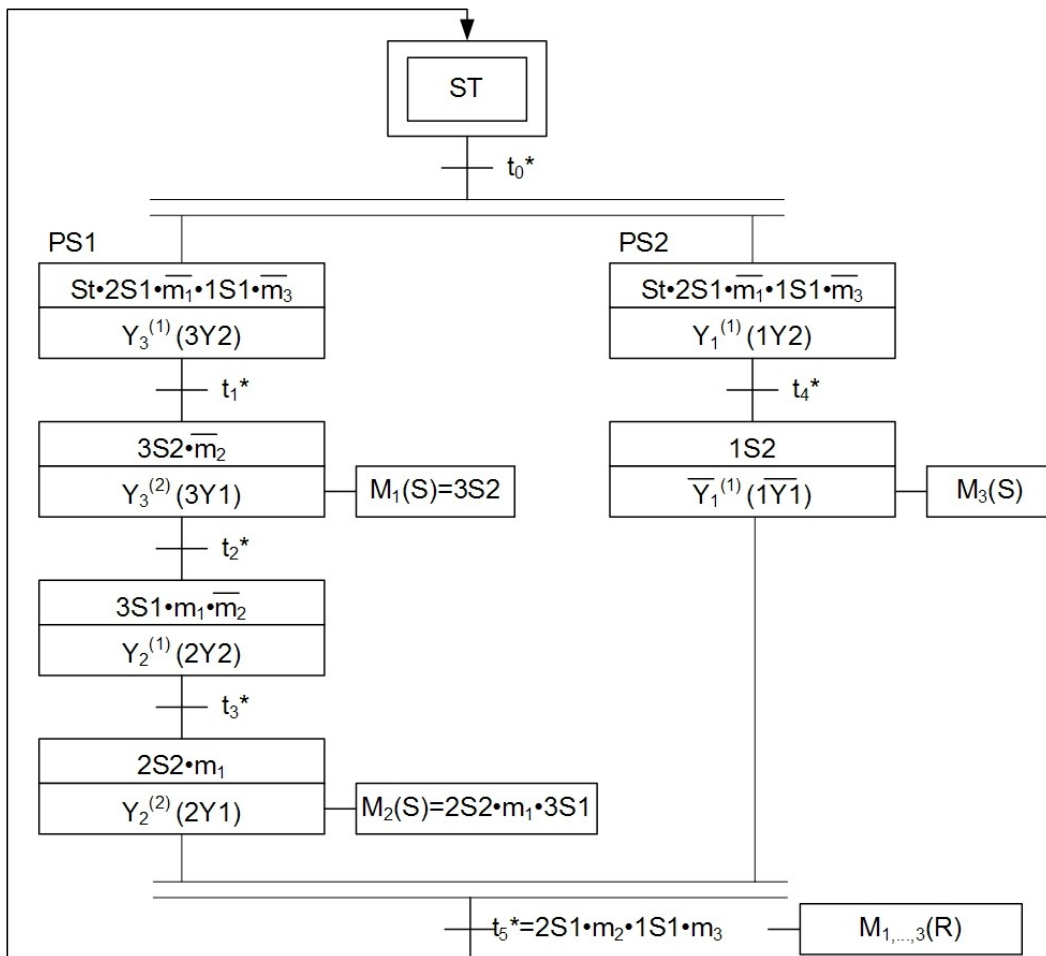 ST
t₀*
PS1
PS2
St•2S1•m̅₁•1S1•m̅₃
St•2S1•m̅₁•1S1•m̅₃
Y₃⁽¹⁾ (3Y2)
Y₁⁽¹⁾ (1Y2)
t₁*
t₄*
3S2•m̅₂
1S2
Y₃⁽²⁾ (3Y1)
M₁(S)=3S2
Y̅₁⁽¹⁾ (1Y̅1̅)
M₃(S)
t₂*
3S1•m₁•m̅₂
Y₂⁽¹⁾ (2Y2)
t₃*
2S2•m₁
Y₂⁽²⁾ (2Y1)
M₂(S)=2S2•m₁•3S1
t₅*=2S1•m₂•1S1•m₃
M₁,...,₃(R)